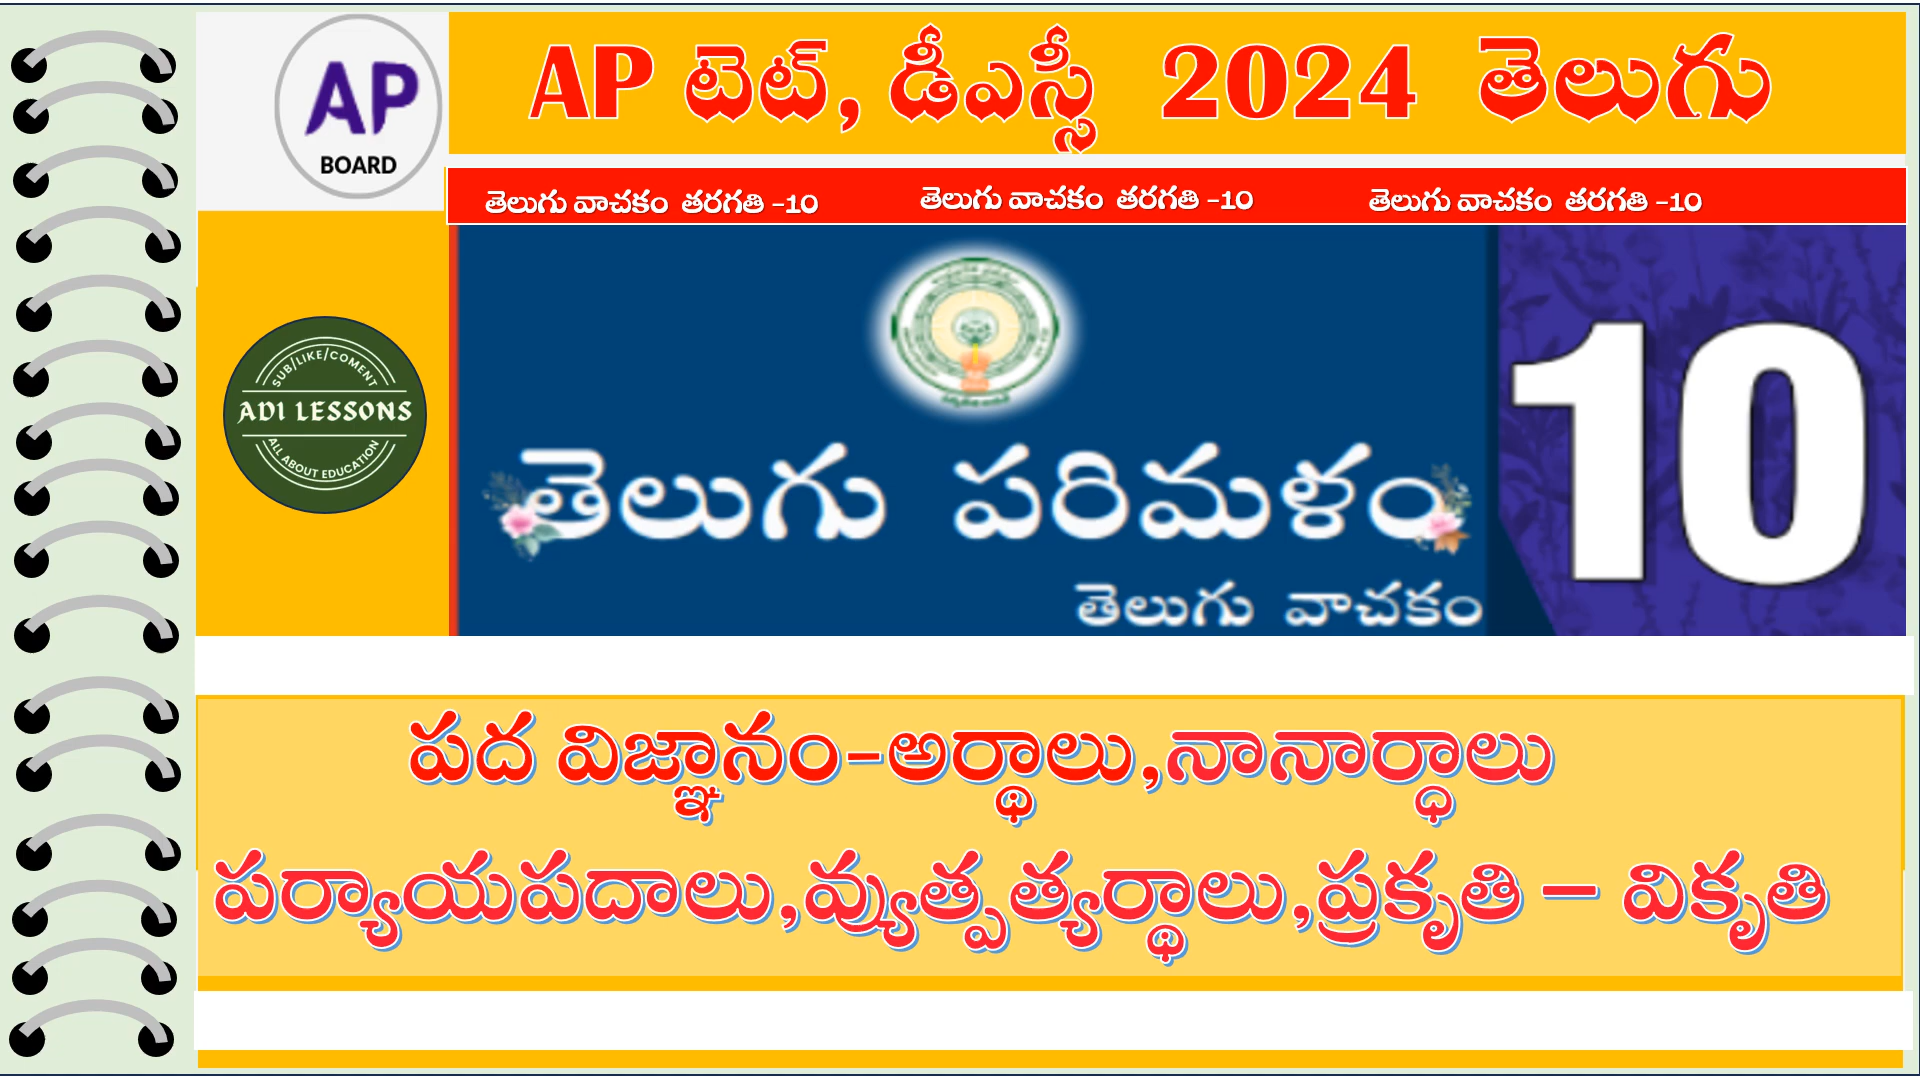 AP
BOARD
AP టెట్, డీఎస్సీ 2024 తెలుగు
తెలుగు వాచకం తరగతి -10
తెలుగు వాచకం తరగతి -10
తెలుగు వాచకం తరగతి -10
SUB/LIKE/COMENT
ADI LESSONS
ALL ABOUT EDUCATION
తెలుగు పరిమళం
తెలుగు వాచకం
10
పద విజ్ఞానం-అర్థాలు,నానార్ధాలు
పర్యాయపదాలు,వ్యుత్పత్యర్థాలు,ప్రకృతి – వికృతి